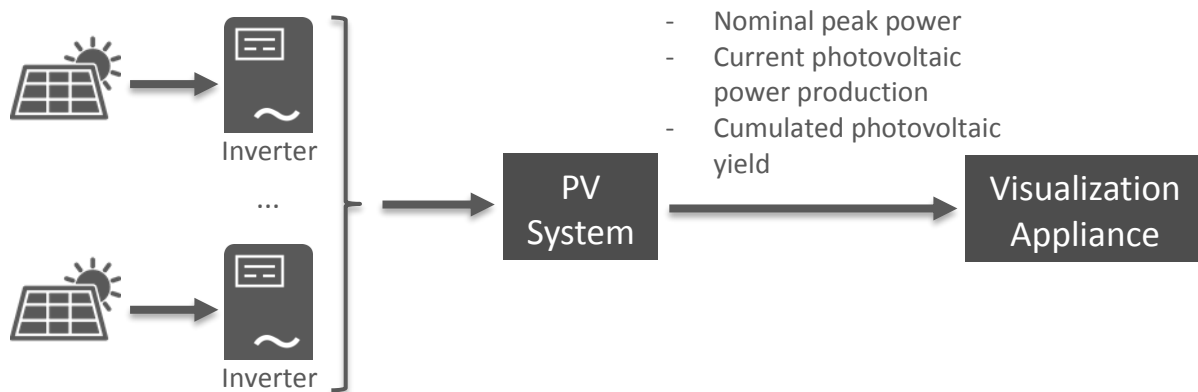 - Nominal peak power
- Current photovoltaic
power production
- Cumulated photovoltaic
yield
Inverter
...
PV
System
Visualization
Appliance
Inverter